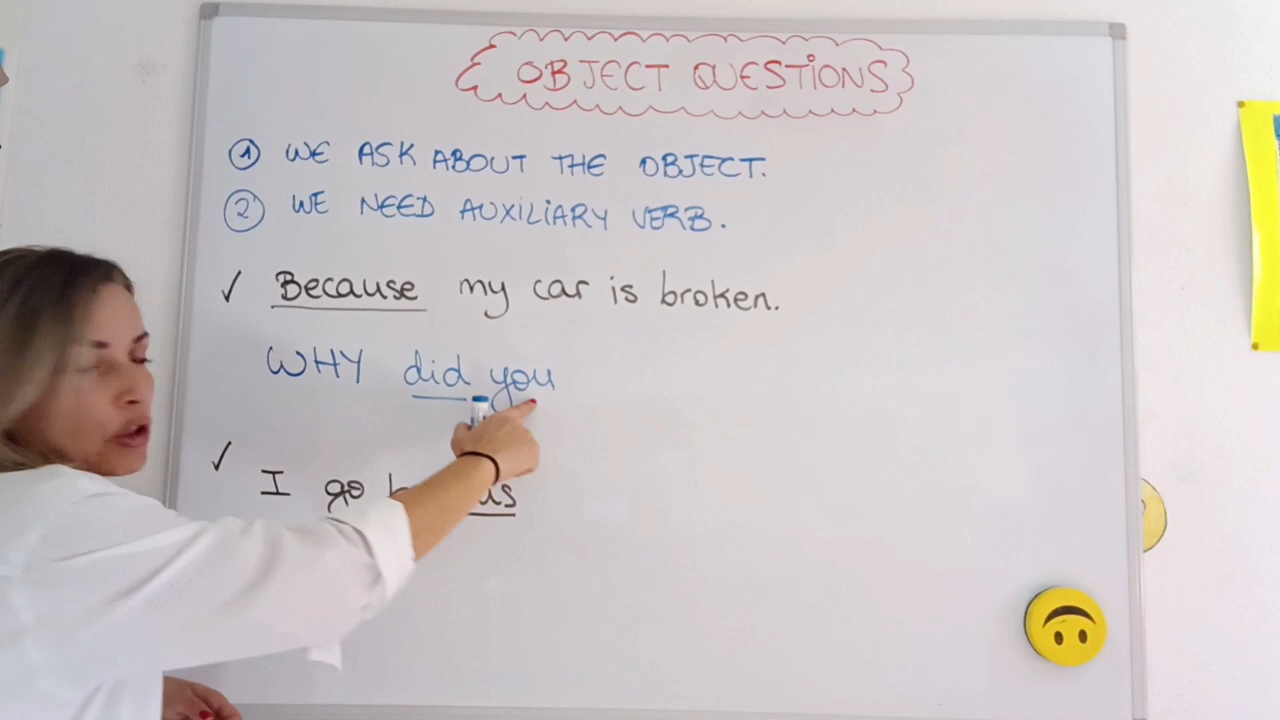 OBJECT QUESTIONS
1 WE ASK ABOUT THE OBJECT.
2 WE NEED AUXILIARY VERB.
✓ Because my car is broken.
WHY did you
✓ I go